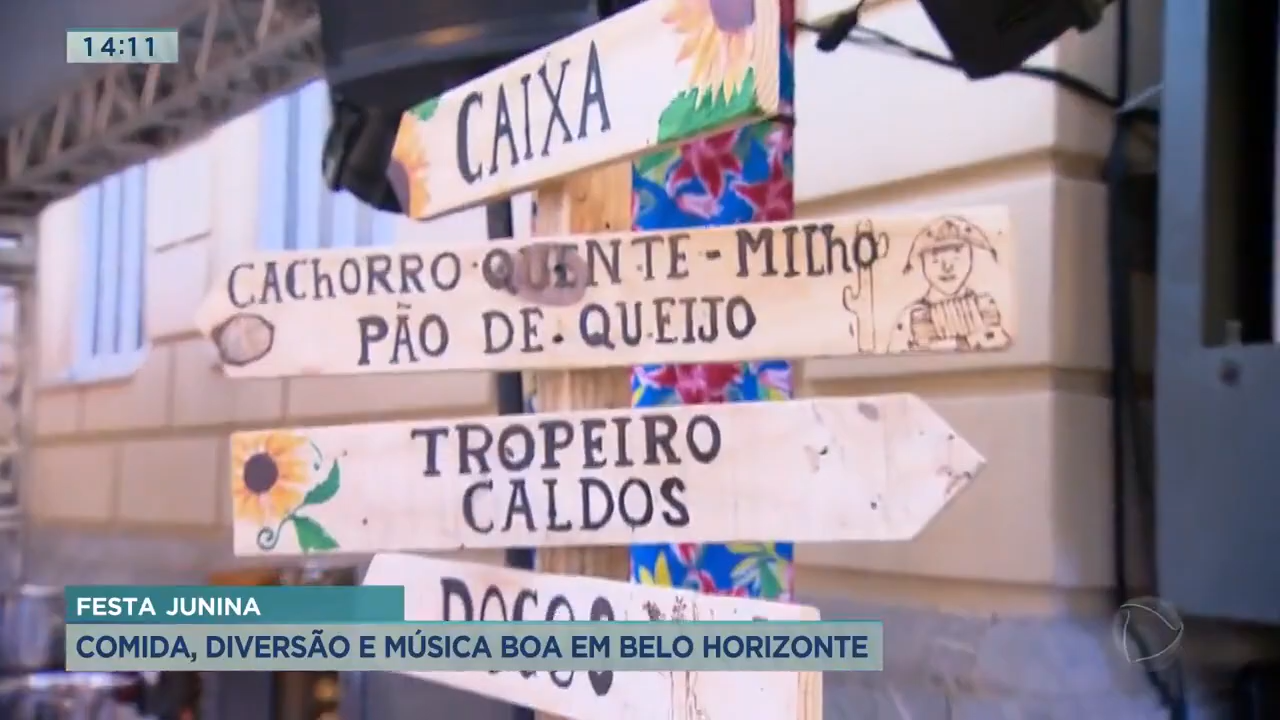 14:11
CAIXA
CACHORRO QUENTE - MILHO
PÃO DE QUEIJO
TROPEIRO
CALDOS
FESTA JUNINA
COMIDA, DIVERSÃO E MÚSICA BOA EM BELO HORIZONTE